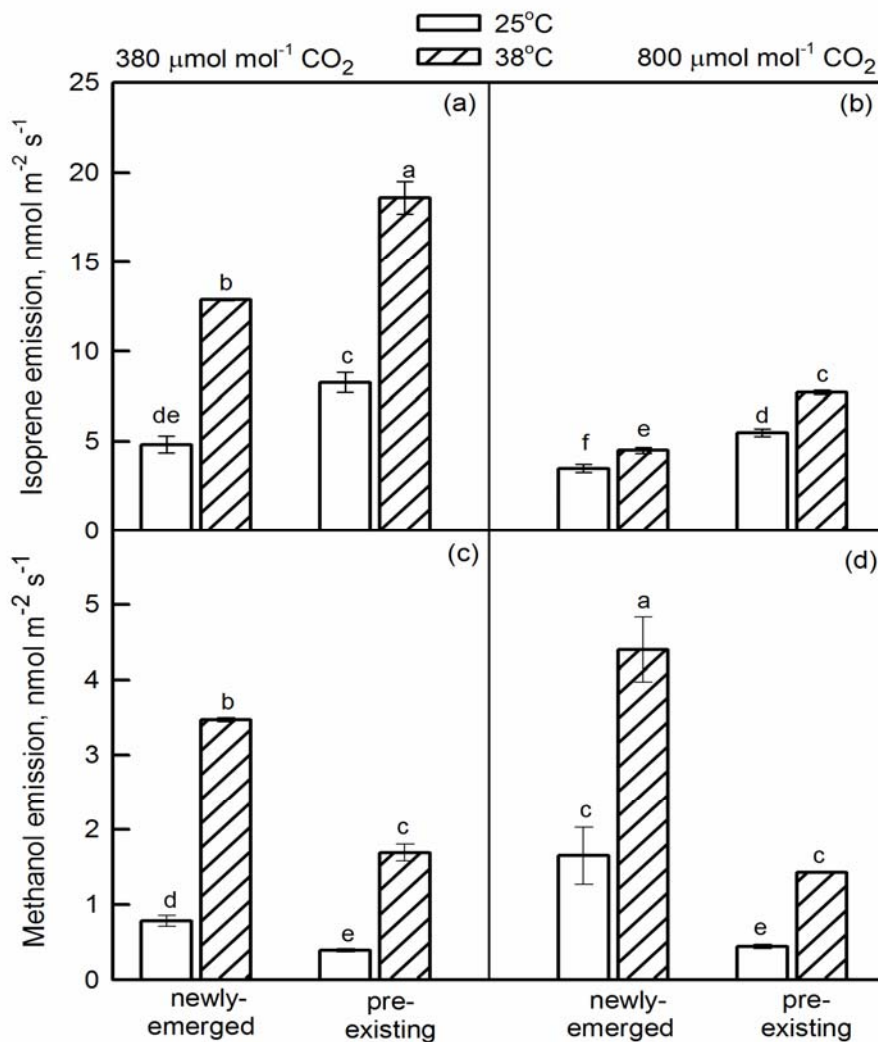 25°C
38°C
380 μmol mol⁻¹ CO₂
800 μmol mol⁻¹ CO₂
Isoprene emission, nmol m⁻² s⁻¹
25
20
15
10
5
0
(a)
de
b
c
a
(b)
f
e
d
c
Methanol emission, nmol m⁻² s⁻¹
5
4
3
2
1
0
(c)
d
b
e
c
(d)
c
a
e
c
newly-
emerged
pre-
existing
newly-
emerged
pre-
existing